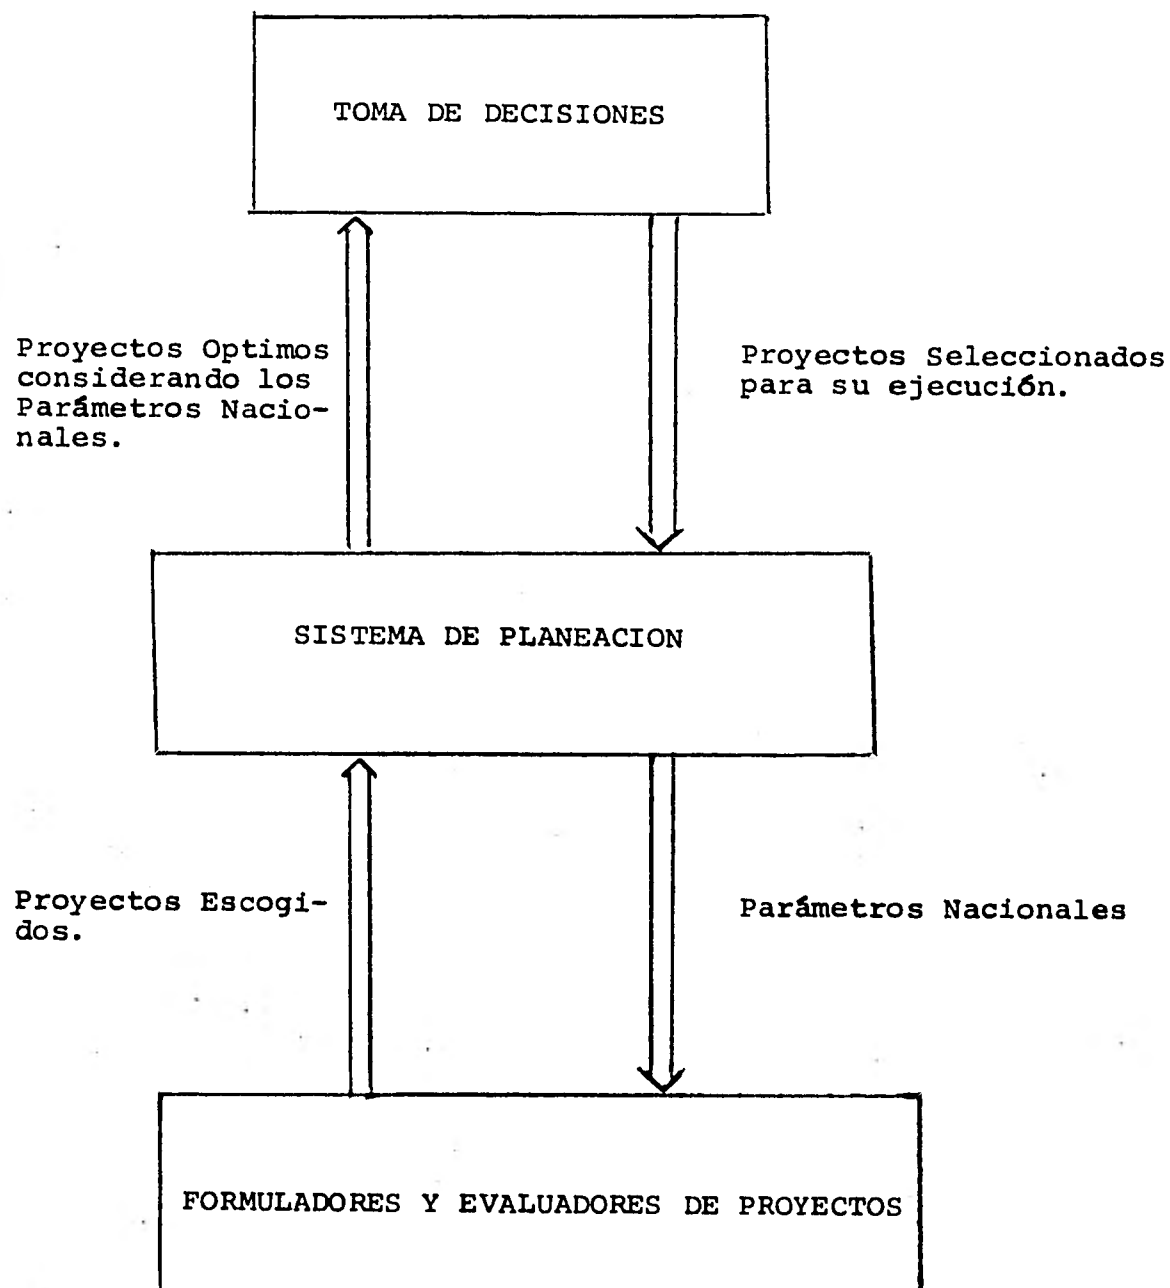 TOMA DE DECISIONES
Proyectos Optimos
considerando los
Parámetros Nacio-
nales.
Proyectos Seleccionados
para su ejecución.
SISTEMA DE PLANEACION
Proyectos Escogi-
dos.
Parámetros Nacionales
FORMULADORES Y EVALUADORES DE PROYECTOS